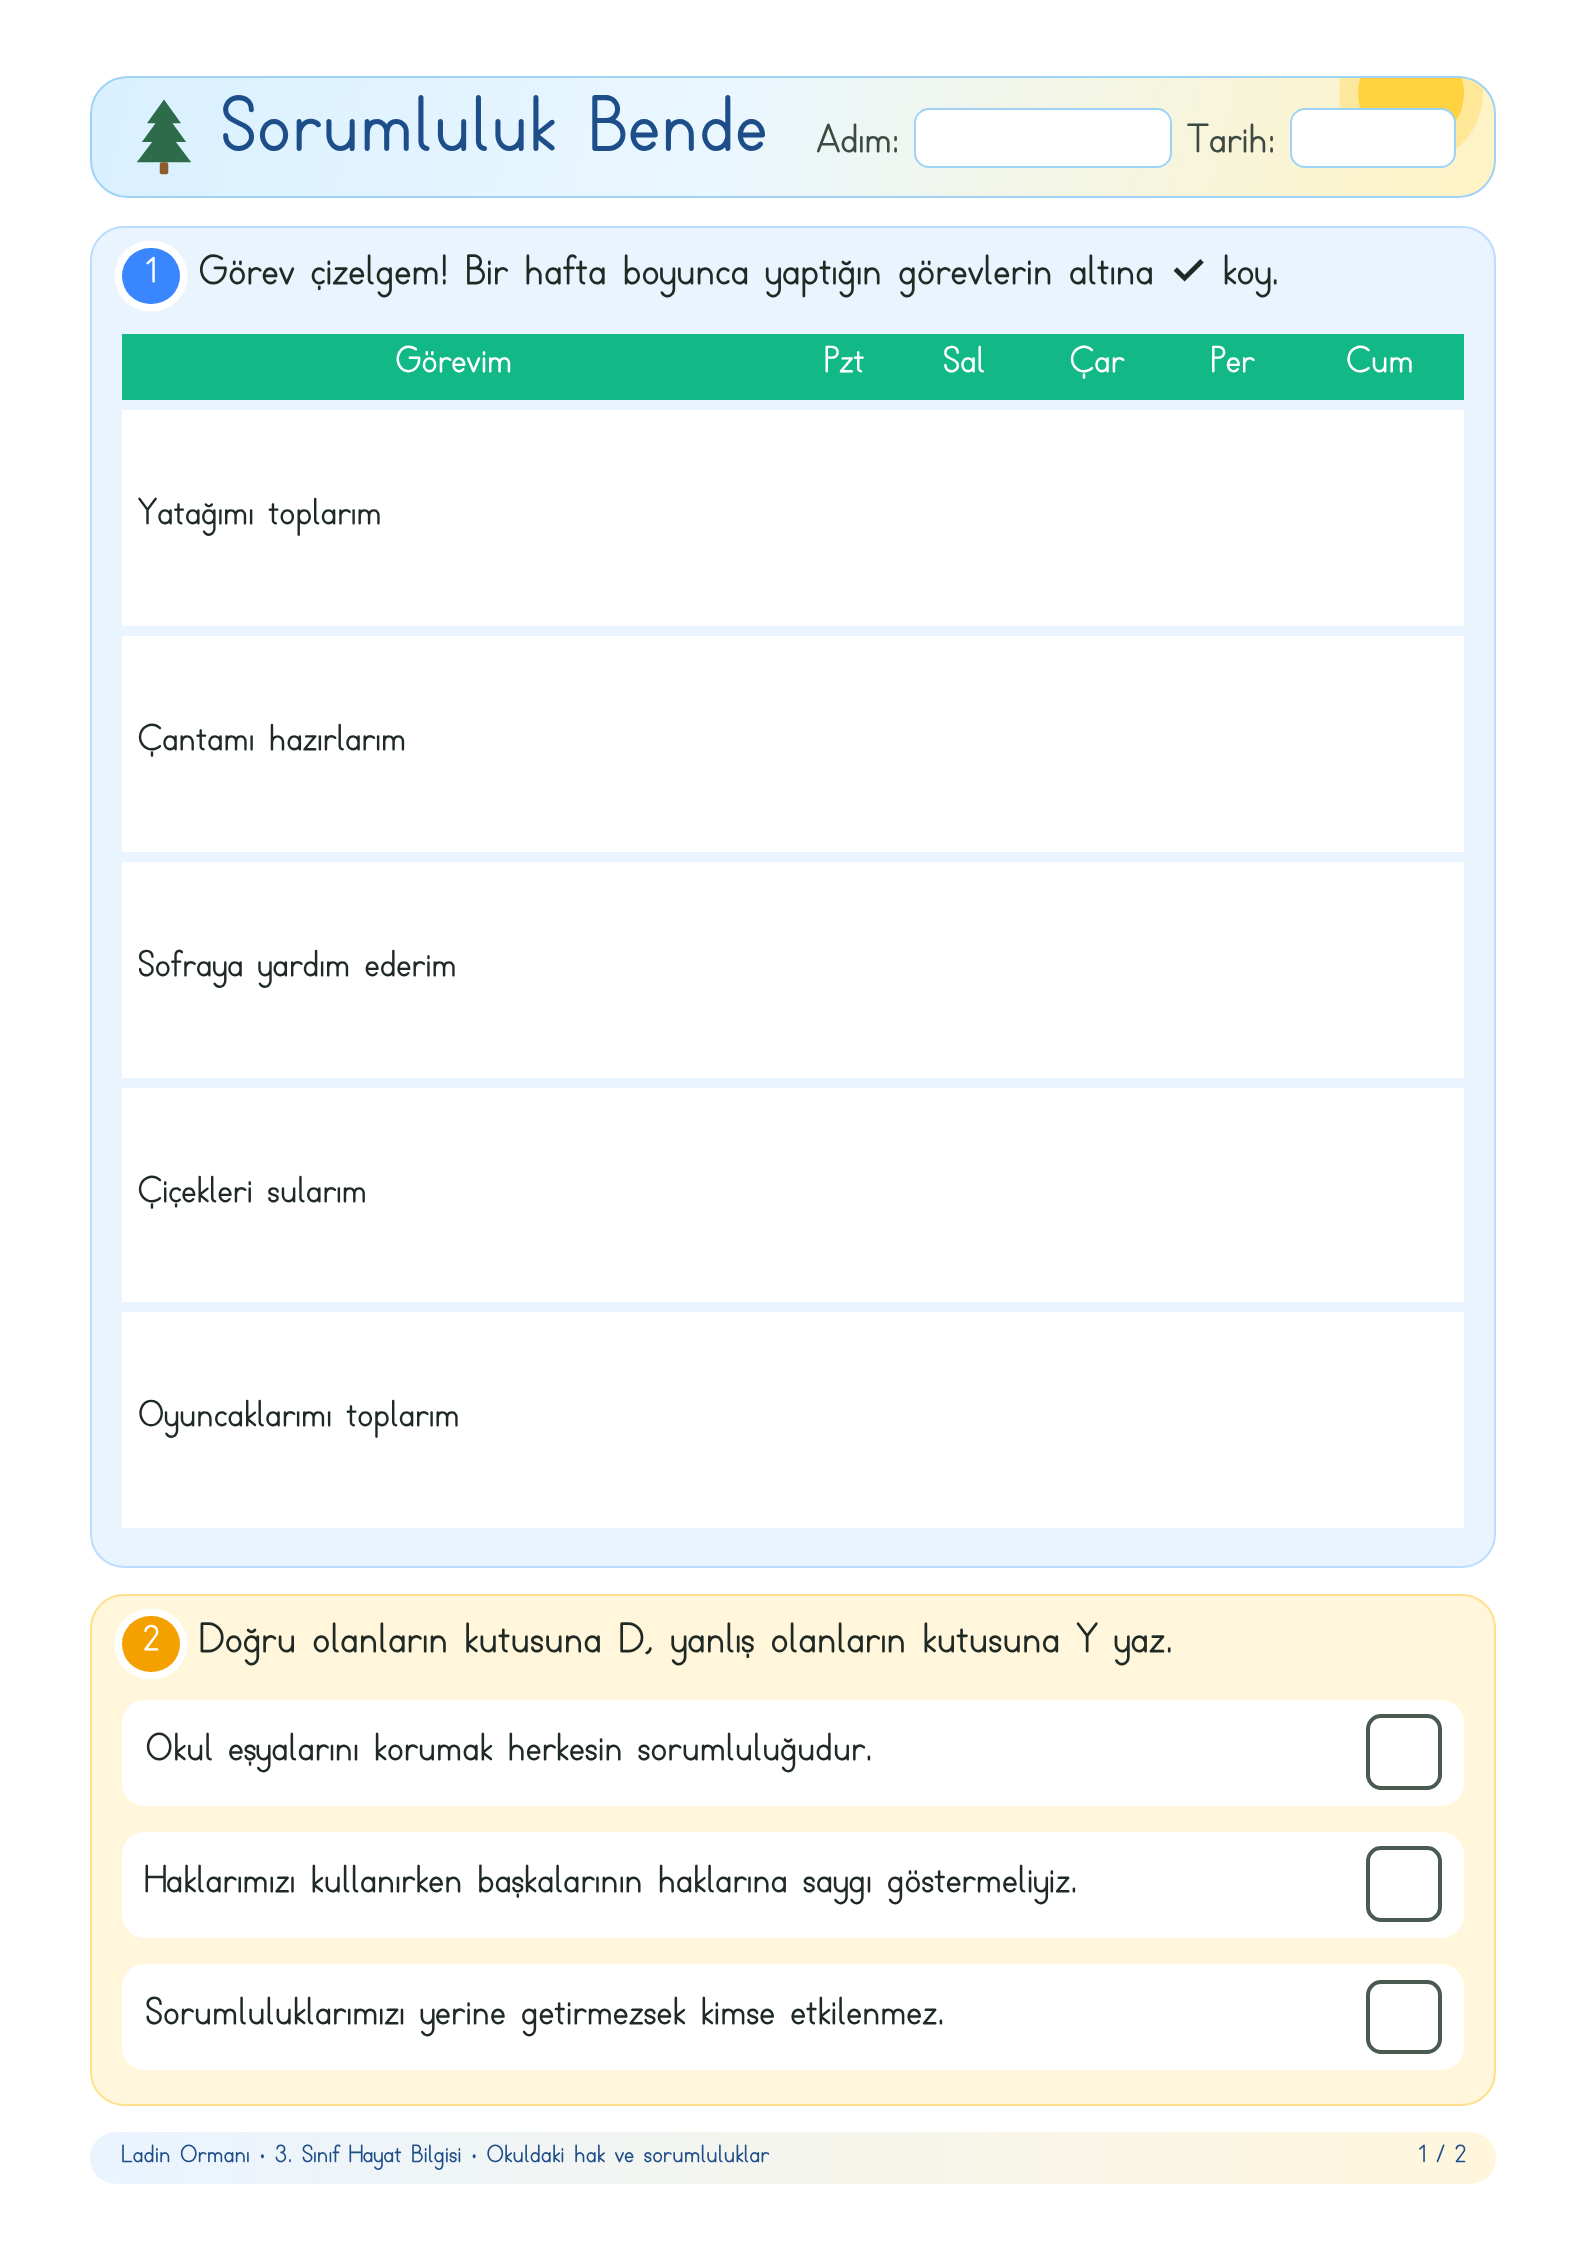 Sorumluluk Bende Adım: Tarih:
1 Görev çizelgem! Bir hafta boyunca yaptığın görevlerin altına ✓ koy.
Görevim Pzt Sal Çar Per Cum
Yatağımı toplarım
Çantamı hazırlarım
Sofraya yardım ederim
Çiçekleri sularım
Oyuncaklarımı toplarım
2 Doğru olanların kutusuna D, yanlış olanların kutusuna Y yaz.
Okul eşyalarını korumak herkesin sorumluluğudur.
Haklarımızı kullanırken başkalarının haklarına saygı göstermeliyiz.
Sorumluluklarımızı yerine getirmezsek kimse etkilenmez.
Ladin Ormanı • 3. Sınıf Hayat Bilgisi • Okuldaki hak ve sorumluluklar 1 / 2